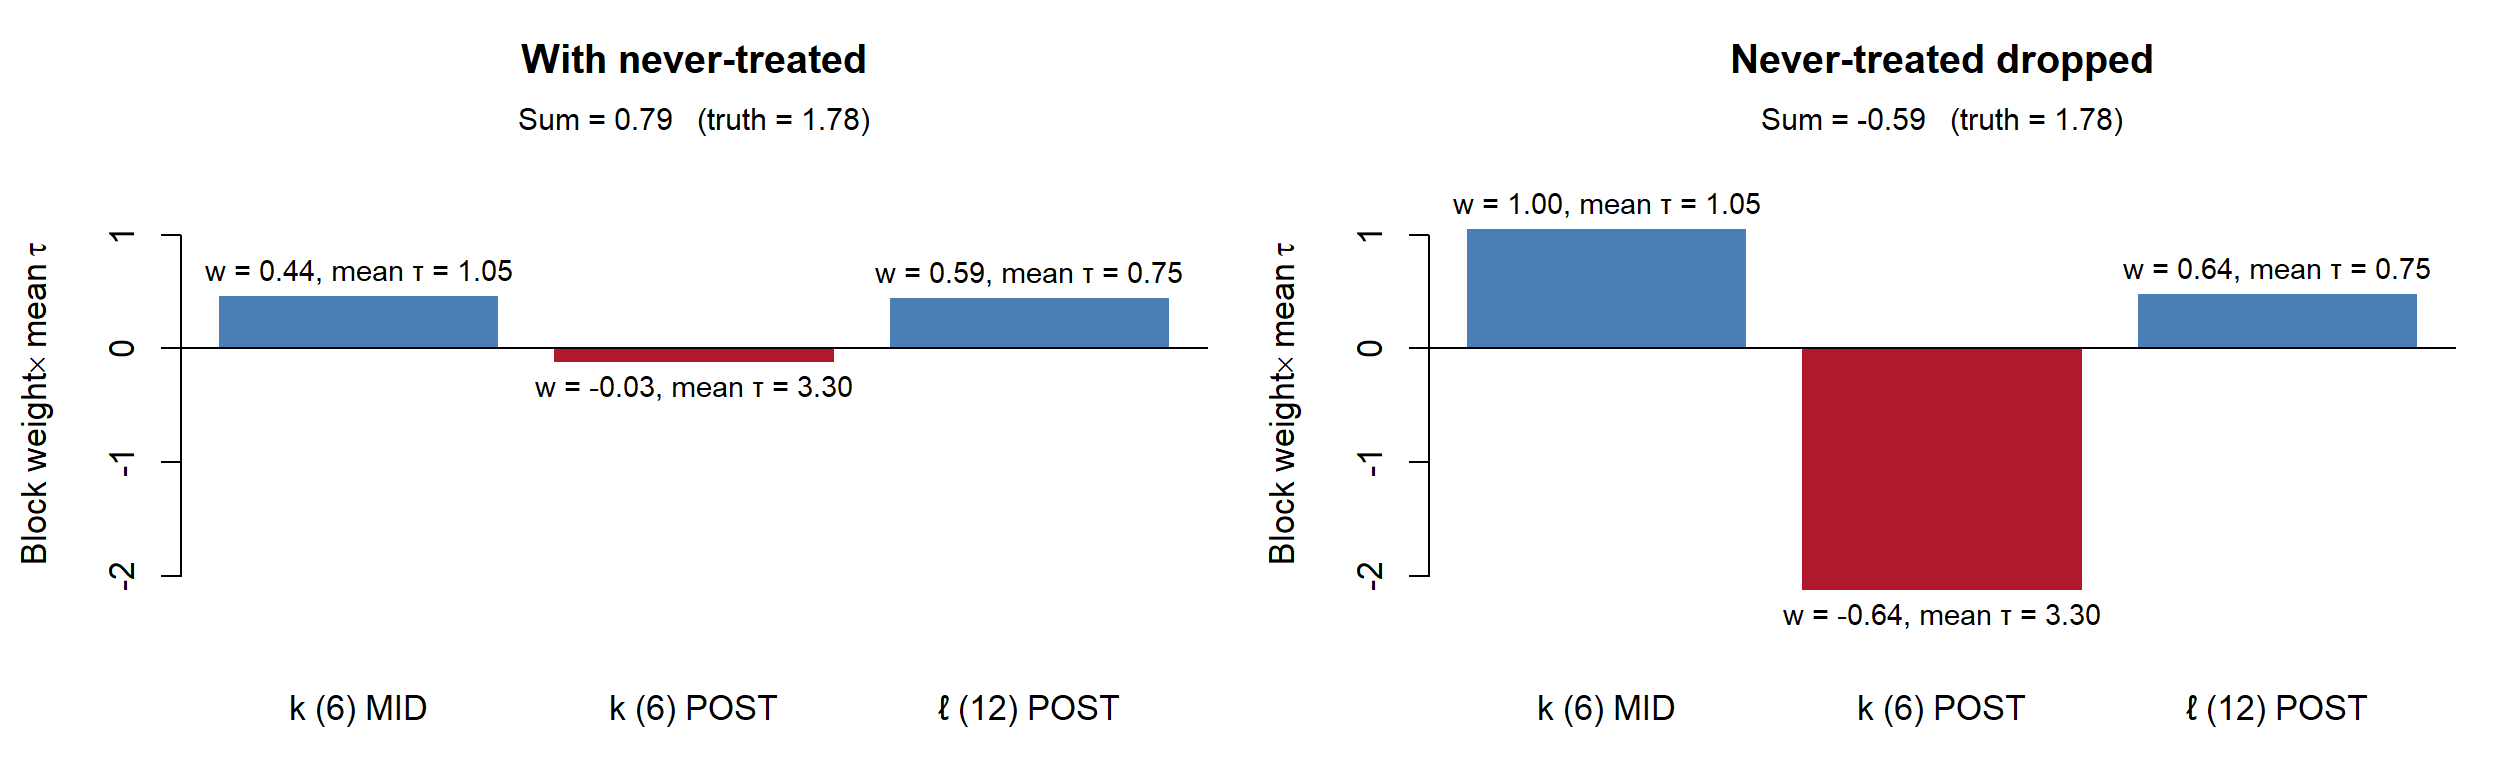 With never-treated
Sum = 0.79 (truth = 1.78)
Block weight× mean τ
1
0
-1
-2
w = 0.44, mean τ = 1.05
w = -0.03, mean τ = 3.30
w = 0.59, mean τ = 0.75
k (6) MID
k (6) POST
ℓ (12) POST
Never-treated dropped
Sum = -0.59 (truth = 1.78)
Block weight× mean τ
1
0
-1
-2
w = 1.00, mean τ = 1.05
w = -0.64, mean τ = 3.30
w = 0.64, mean τ = 0.75
k (6) MID
k (6) POST
ℓ (12) POST